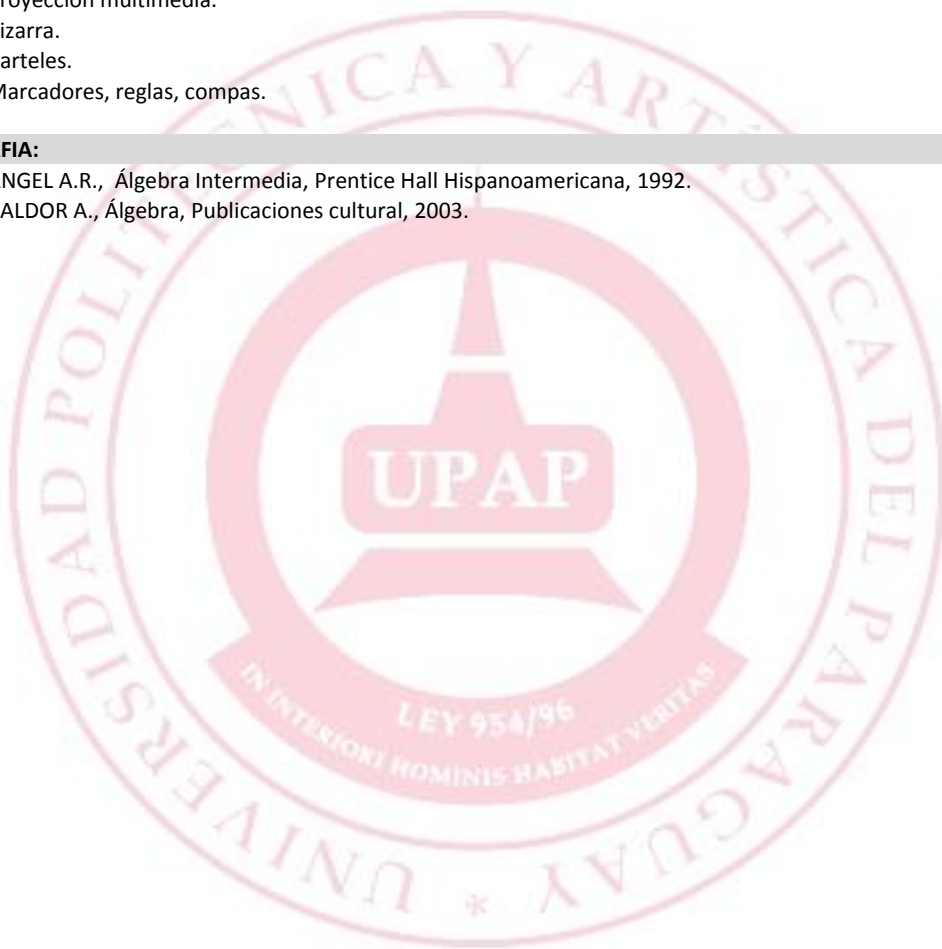 royección multimedia.
izarra.
arteles.
Marcadores, reglas, compas.
FIA:
NGEL A.R., Álgebra Intermedia, Prentice Hall Hispanoamericana, 1992.
ALDOR A., Álgebra, Publicaciones cultural, 2003.
UNIVERSIDAD POLITECNICA Y ARTÍSTICA DEL PARAGUAY *
UPAP
LEY 954/96
IN INTERIORI HOMINIS HABITAT VERITAS